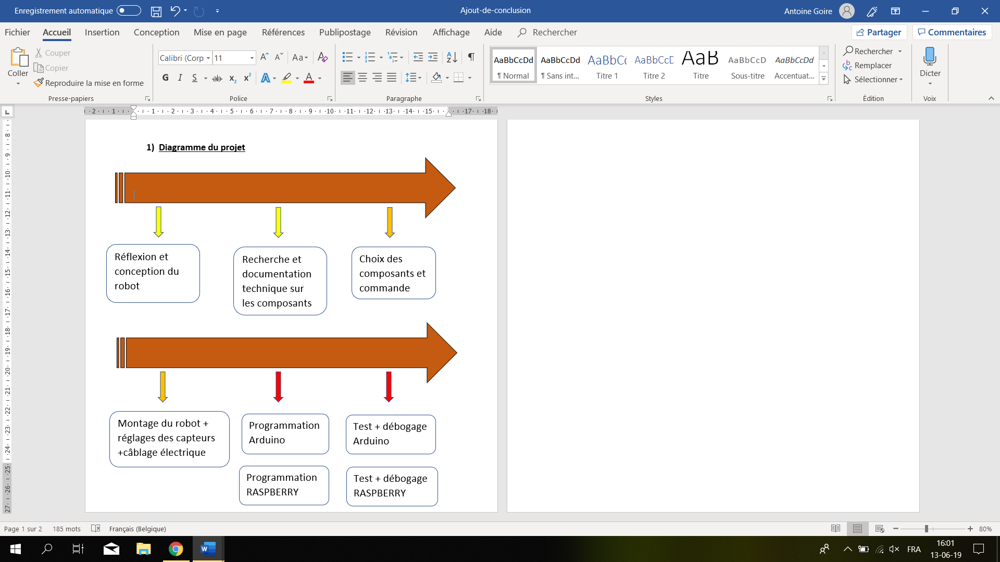 Enregistrement automatique
Ajout-de-conclusion
Antoine Goire
Fichier Accueil Insertion Conception Mise en page Références Publipostage Révision Affichage Aide Rechercher
Partager Commentaires
Coller
Couper
Copier
Reproduire la mise en forme
Presse-papiers
Calibri (Corp 11
Aa
G I S ab x₂ x² A A
Police
Paragraphe
AaBbCcDd AaBbCcDd AaBbCc AaBbCcD AaB AaBbCcD AaBbCcDd
¶ Normal ¶ Sans int... Titre 1 Titre 2 Titre Sous-titre Accentuat...
Styles
Rechercher
Remplacer
Sélectionner
Édition
Dicter
Voix
2 1 1 2 3 4 5 6 7 8 9 10 11 12 13 14 15 17 18
8 9 10 11 12 13 14 15 16 17 18 19 20 21 22 23 24 25 26 27
1) Diagramme du projet
Réflexion et
conception du
robot
Recherche et
documentation
technique sur
les composants
Choix des
composants et
commande
Montage du robot +
réglages des capteurs
+câblage électrique
Programmation
Arduino
Test + débogage
Arduino
Programmation
RASPBERRY
Test + débogage
RASPBERRY
Page 1 sur 2 185 mots Français (Belgique)
80%
FRA
16:01
13-06-19